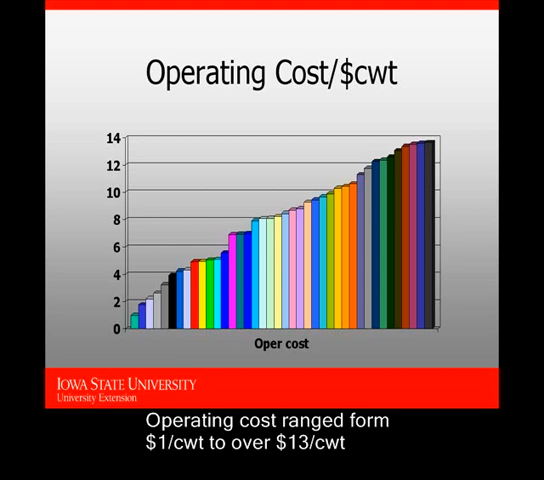 Operating Cost/$cwt
14
12
10
8
6
4
2
0
Oper cost
IOWA STATE UNIVERSITY
University Extension
Operating cost ranged form
$1/cwt to over $13/cwt